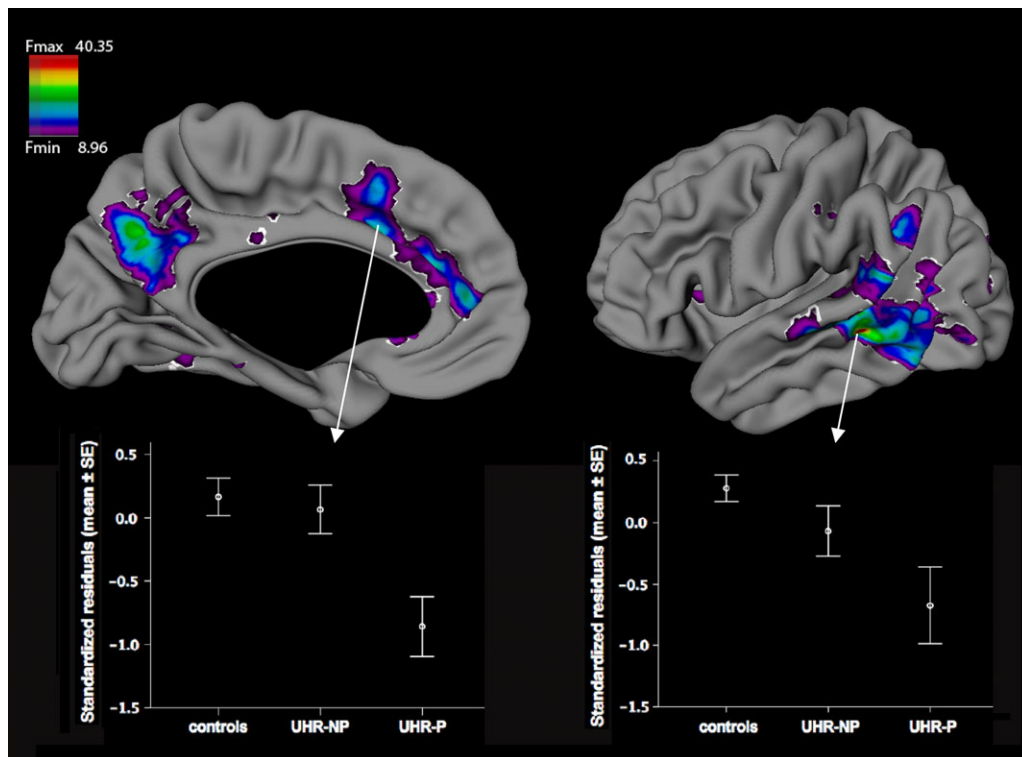 Fmax 40.35
Fmin 8.96
Standardized residuals (mean ± SE)
0.5
0.0
−0.5
−1.0
−1.5
controls UHR-NP UHR-P
Standardized residuals (mean ± SE)
0.5
0.0
−0.5
−1.0
−1.5
controls UHR-NP UHR-P